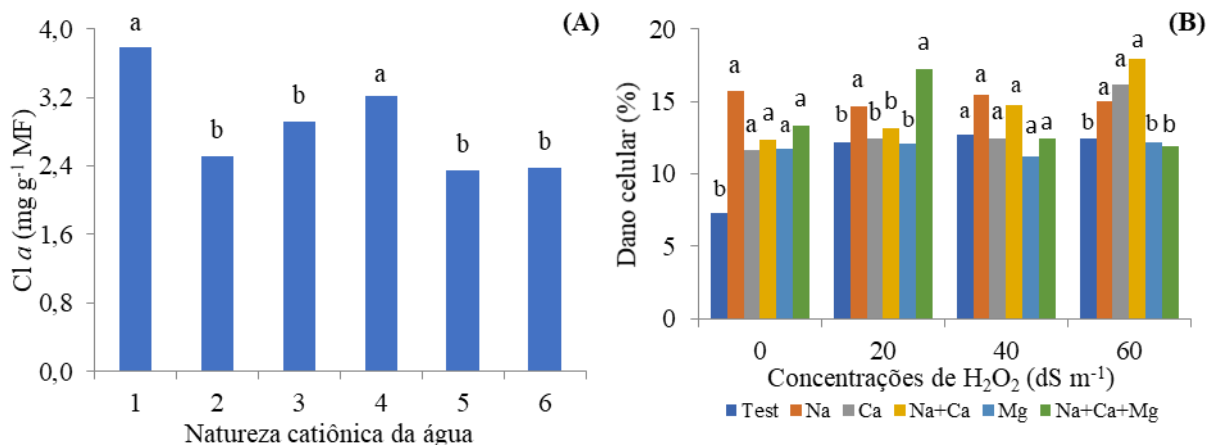 (A)
Cl a (mg g-1 MF)
4,0
3,2
2,4
1,6
0,8
0,0
a
b
b
a
b
b
1 2 3 4 5 6
Natureza catiônica da água
(B)
Dano celular (%)
20
15
10
5
0
b a a a a a
b a b b b a
a a a a a a
b a a a b b
0 20 40 60
Concentrações de H2O2 (dS m-1)
Test Na Ca Na+Ca Mg Na+Ca+Mg